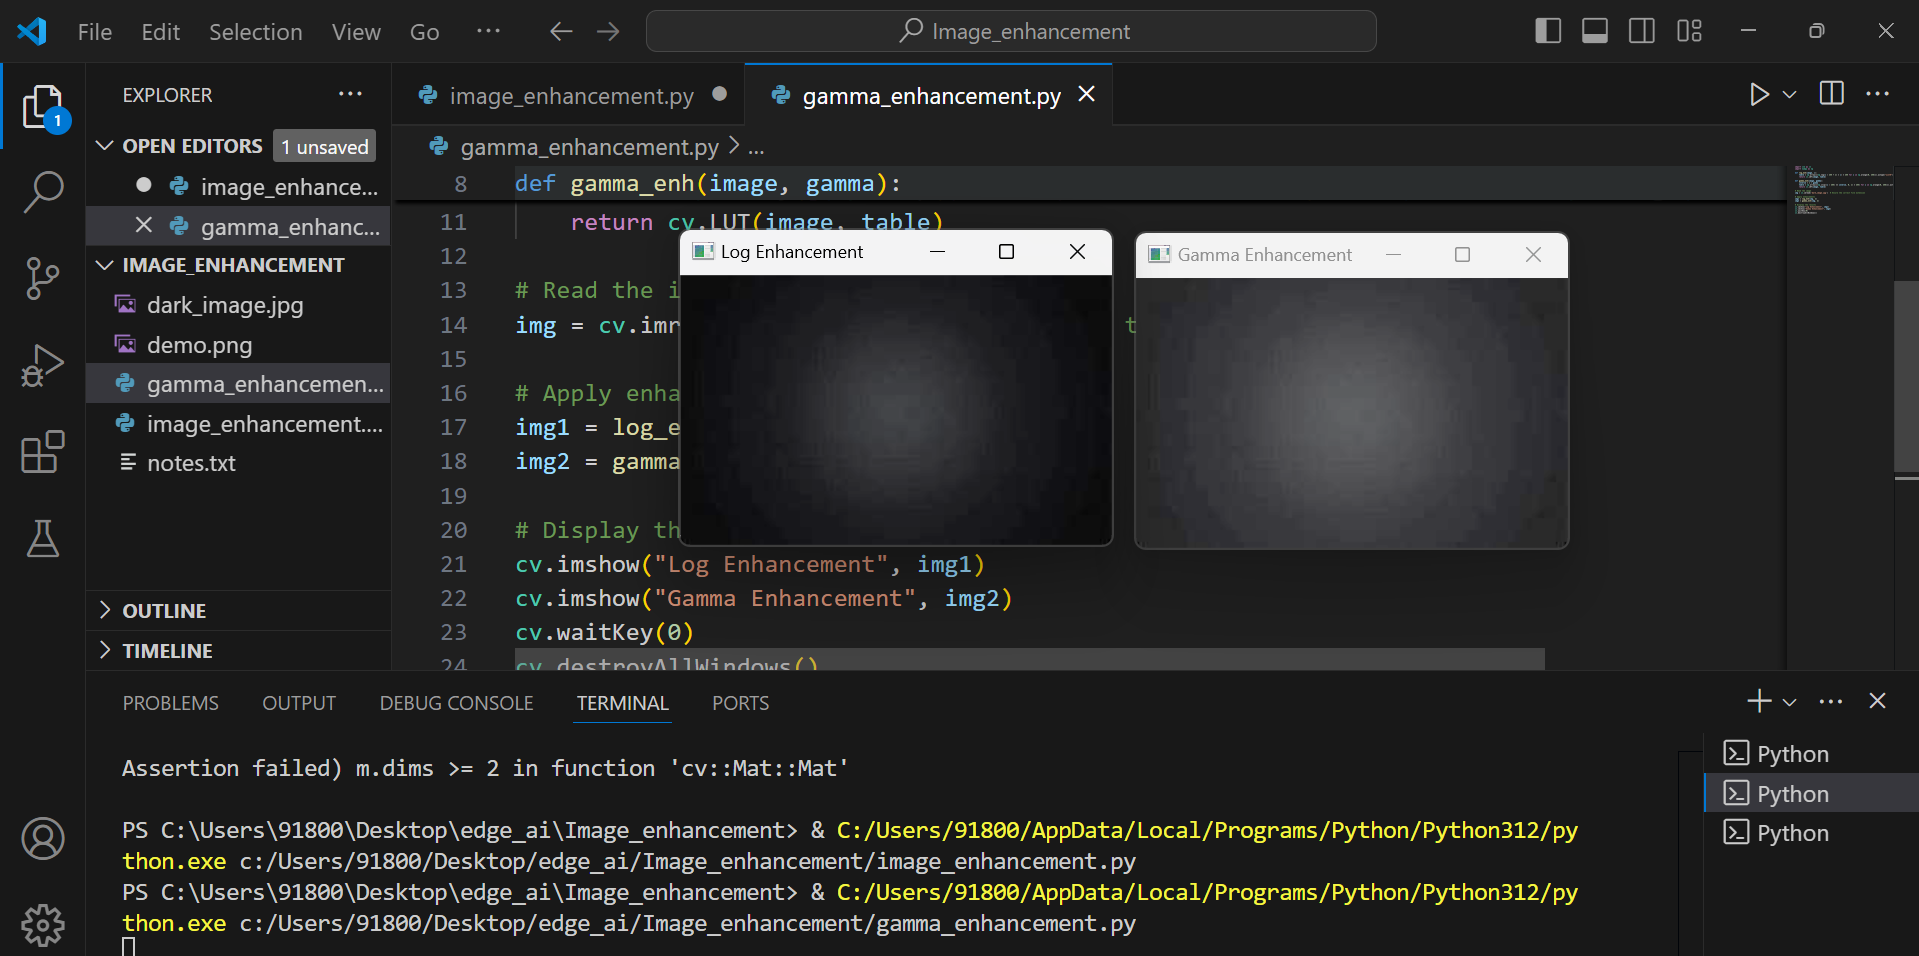 File Edit Selection View Go ··· Image_enhancement
EXPLORER ···
OPEN EDITORS 1 unsaved
image_enhance...
gamma_enhanc...
IMAGE_ENHANCEMENT
dark_image.jpg
demo.png
gamma_enhancemen...
image_enhancement....
notes.txt
OUTLINE
TIMELINE
1
image_enhancement.py gamma_enhancement.py
gamma_enhancement.py > ...
8 def gamma_enh(image, gamma):
11 return cv.LUT(image, table)
12
13 # Read the i
14 img = cv.imr t
15
16 # Apply enha
17 img1 = log_e
18 img2 = gamma
19
20 # Display th
21 cv.imshow("Log Enhancement", img1)
22 cv.imshow("Gamma Enhancement", img2)
23 cv.waitKey(0)
24 cv.destroyAllWindows()
Log Enhancement
Gamma Enhancement
PROBLEMS OUTPUT DEBUG CONSOLE TERMINAL PORTS
Assertion failed) m.dims >= 2 in function 'cv::Mat::Mat'
PS C:\Users\91800\Desktop\edge_ai\Image_enhancement> & C:/Users/91800/AppData/Local/Programs/Python/Python312/py
thon.exe c:/Users/91800/Desktop/edge_ai/Image_enhancement/image_enhancement.py
PS C:\Users\91800\Desktop\edge_ai\Image_enhancement> & C:/Users/91800/AppData/Local/Programs/Python/Python312/py
thon.exe c:/Users/91800/Desktop/edge_ai/Image_enhancement/gamma_enhancement.py
Python
Python
Python